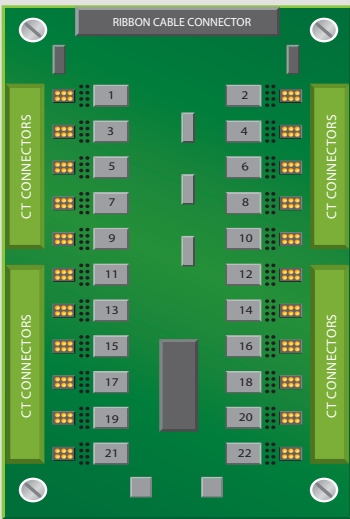 RIBBON CABLE CONNECTOR
CT CONNECTORS
CT CONNECTORS
1 2
3 4
5 6
7 8
9 10
11 12
13 14
15 16
17 18
19 20
21 22
CT CONNECTORS
CT CONNECTORS